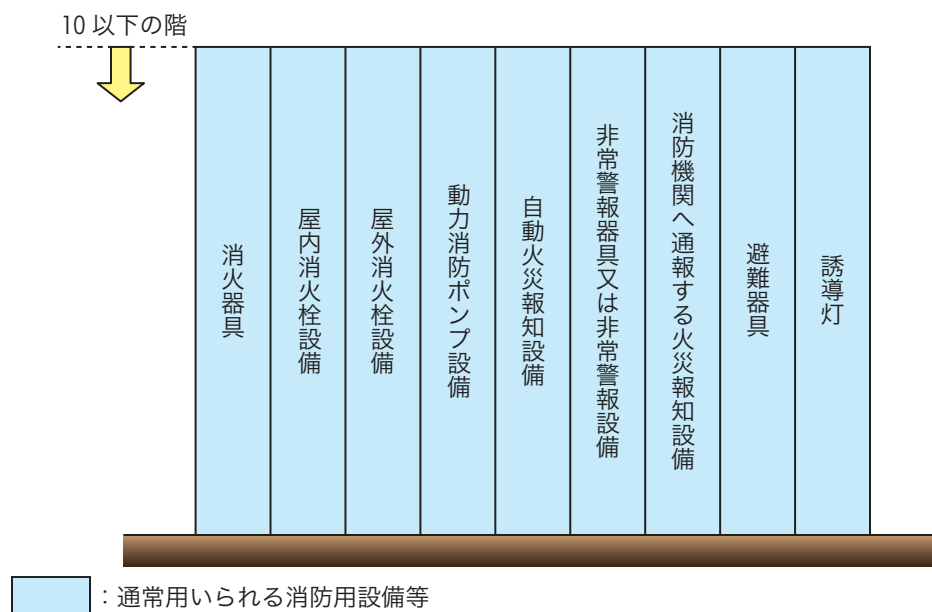 10 以下の階
消火器具
屋内消火栓設備
屋外消火栓設備
動力消防ポンプ設備
自動火災報知設備
非常警報器具又は非常警報設備
消防機関へ通報する火災報知設備
避難器具
誘導灯
：通常用いられる消防用設備等